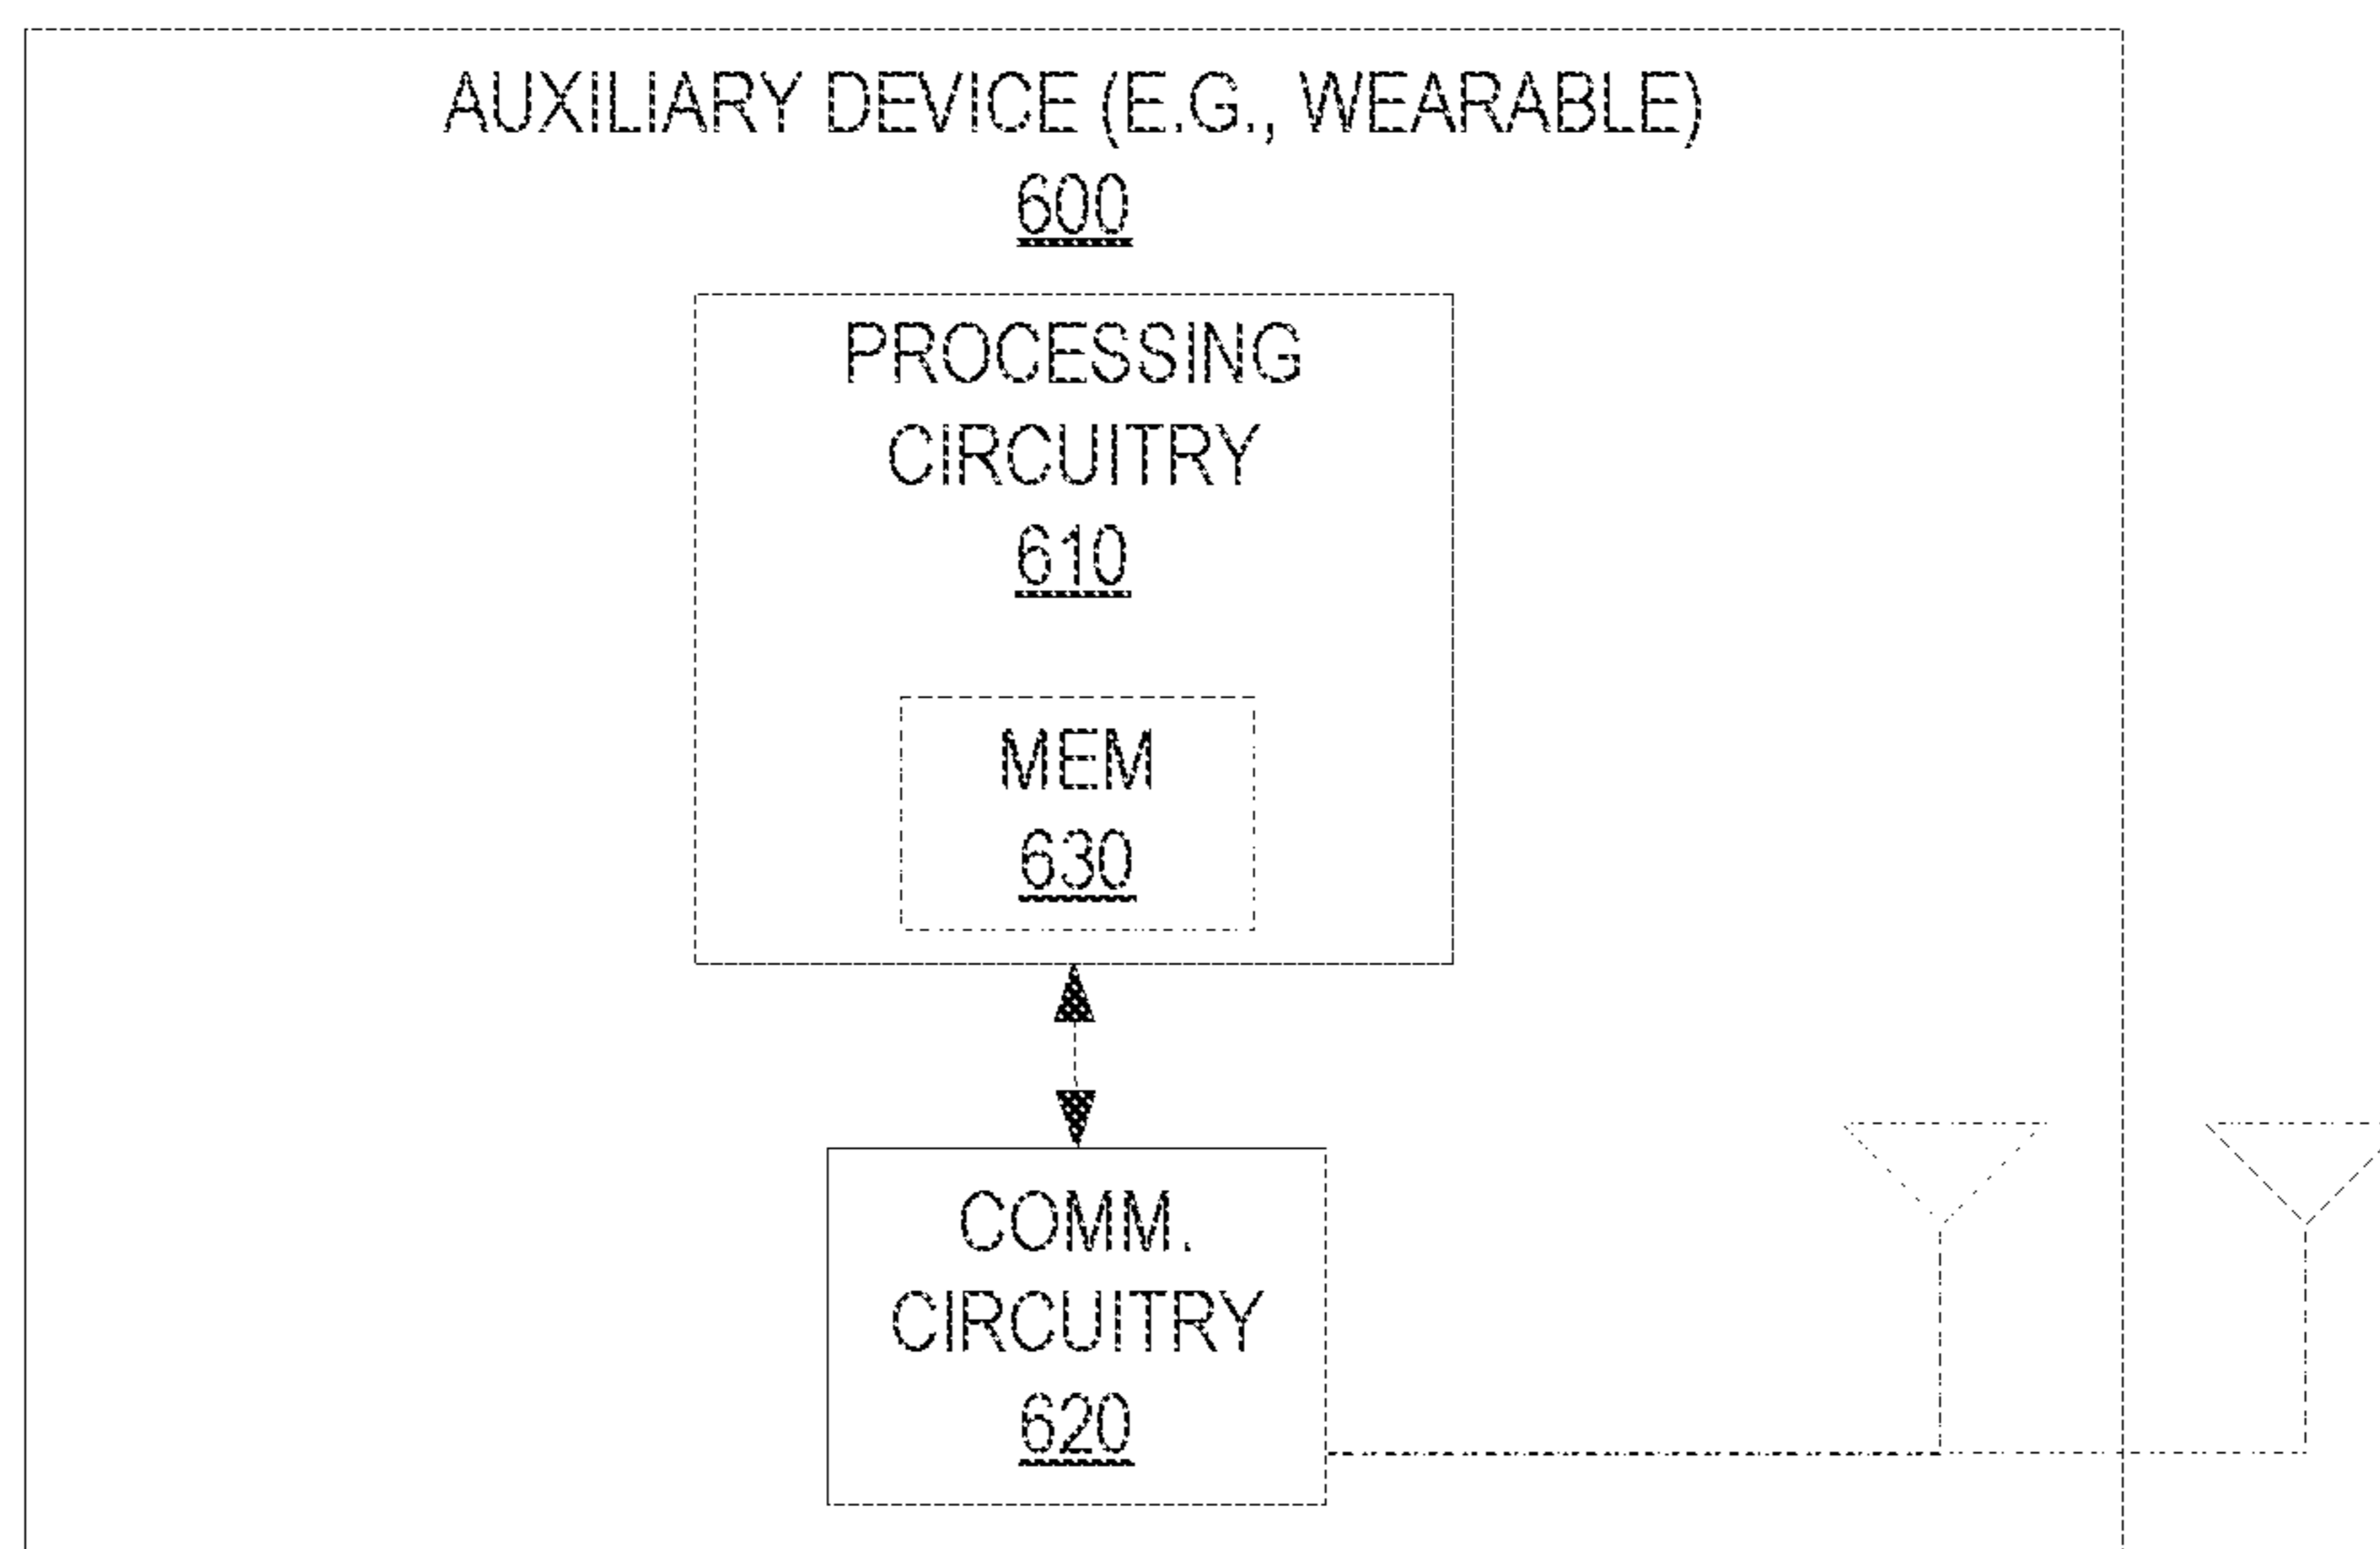 AUXILIARY DEVICE (E.G., WEARABLE)
600
PROCESSING
CIRCUITRY
610
MEM
630
COMM.
CIRCUITRY
620